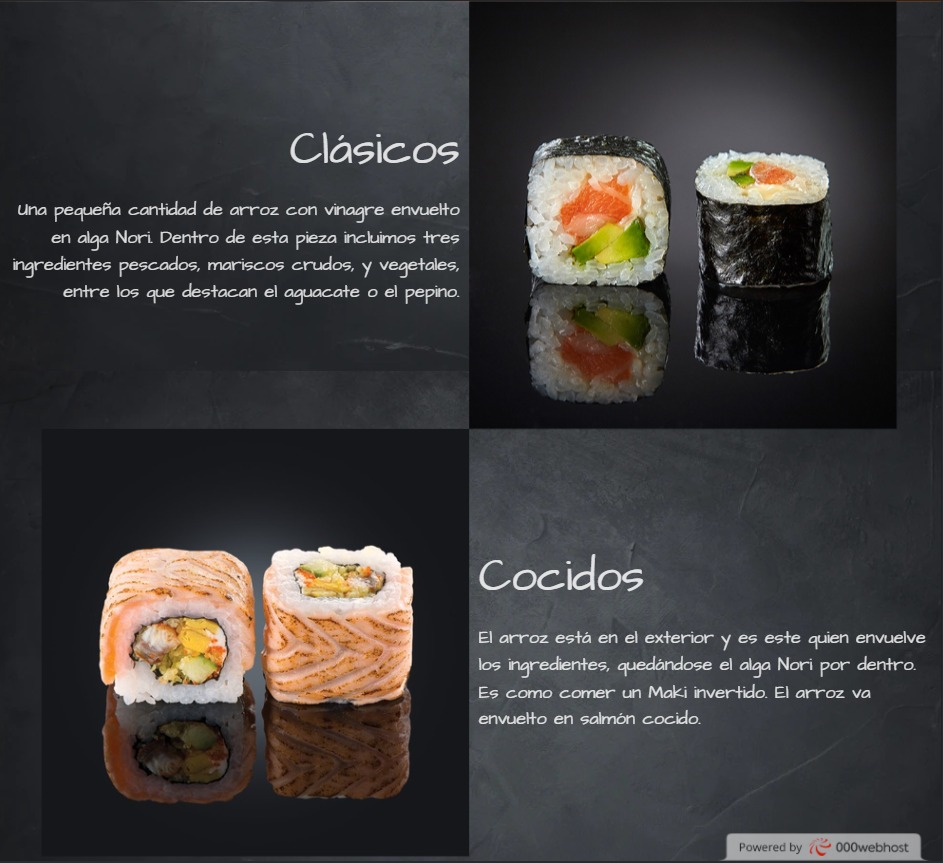 Clásicos
Una pequeña cantidad de arroz con vinagre envuelto
en alga Nori. Dentro de esta pieza incluimos tres
ingredientes pescados, mariscos crudos, y vegetales,
entre los que destacan el aguacate o el pepino.
Cocidos
El arroz está en el exterior y es este quien envuelve
los ingredientes, quedándose el alga Nori por dentro.
Es como comer un Maki invertido. El arroz va
envuelto en salmón cocido.
Powered by 000webhost